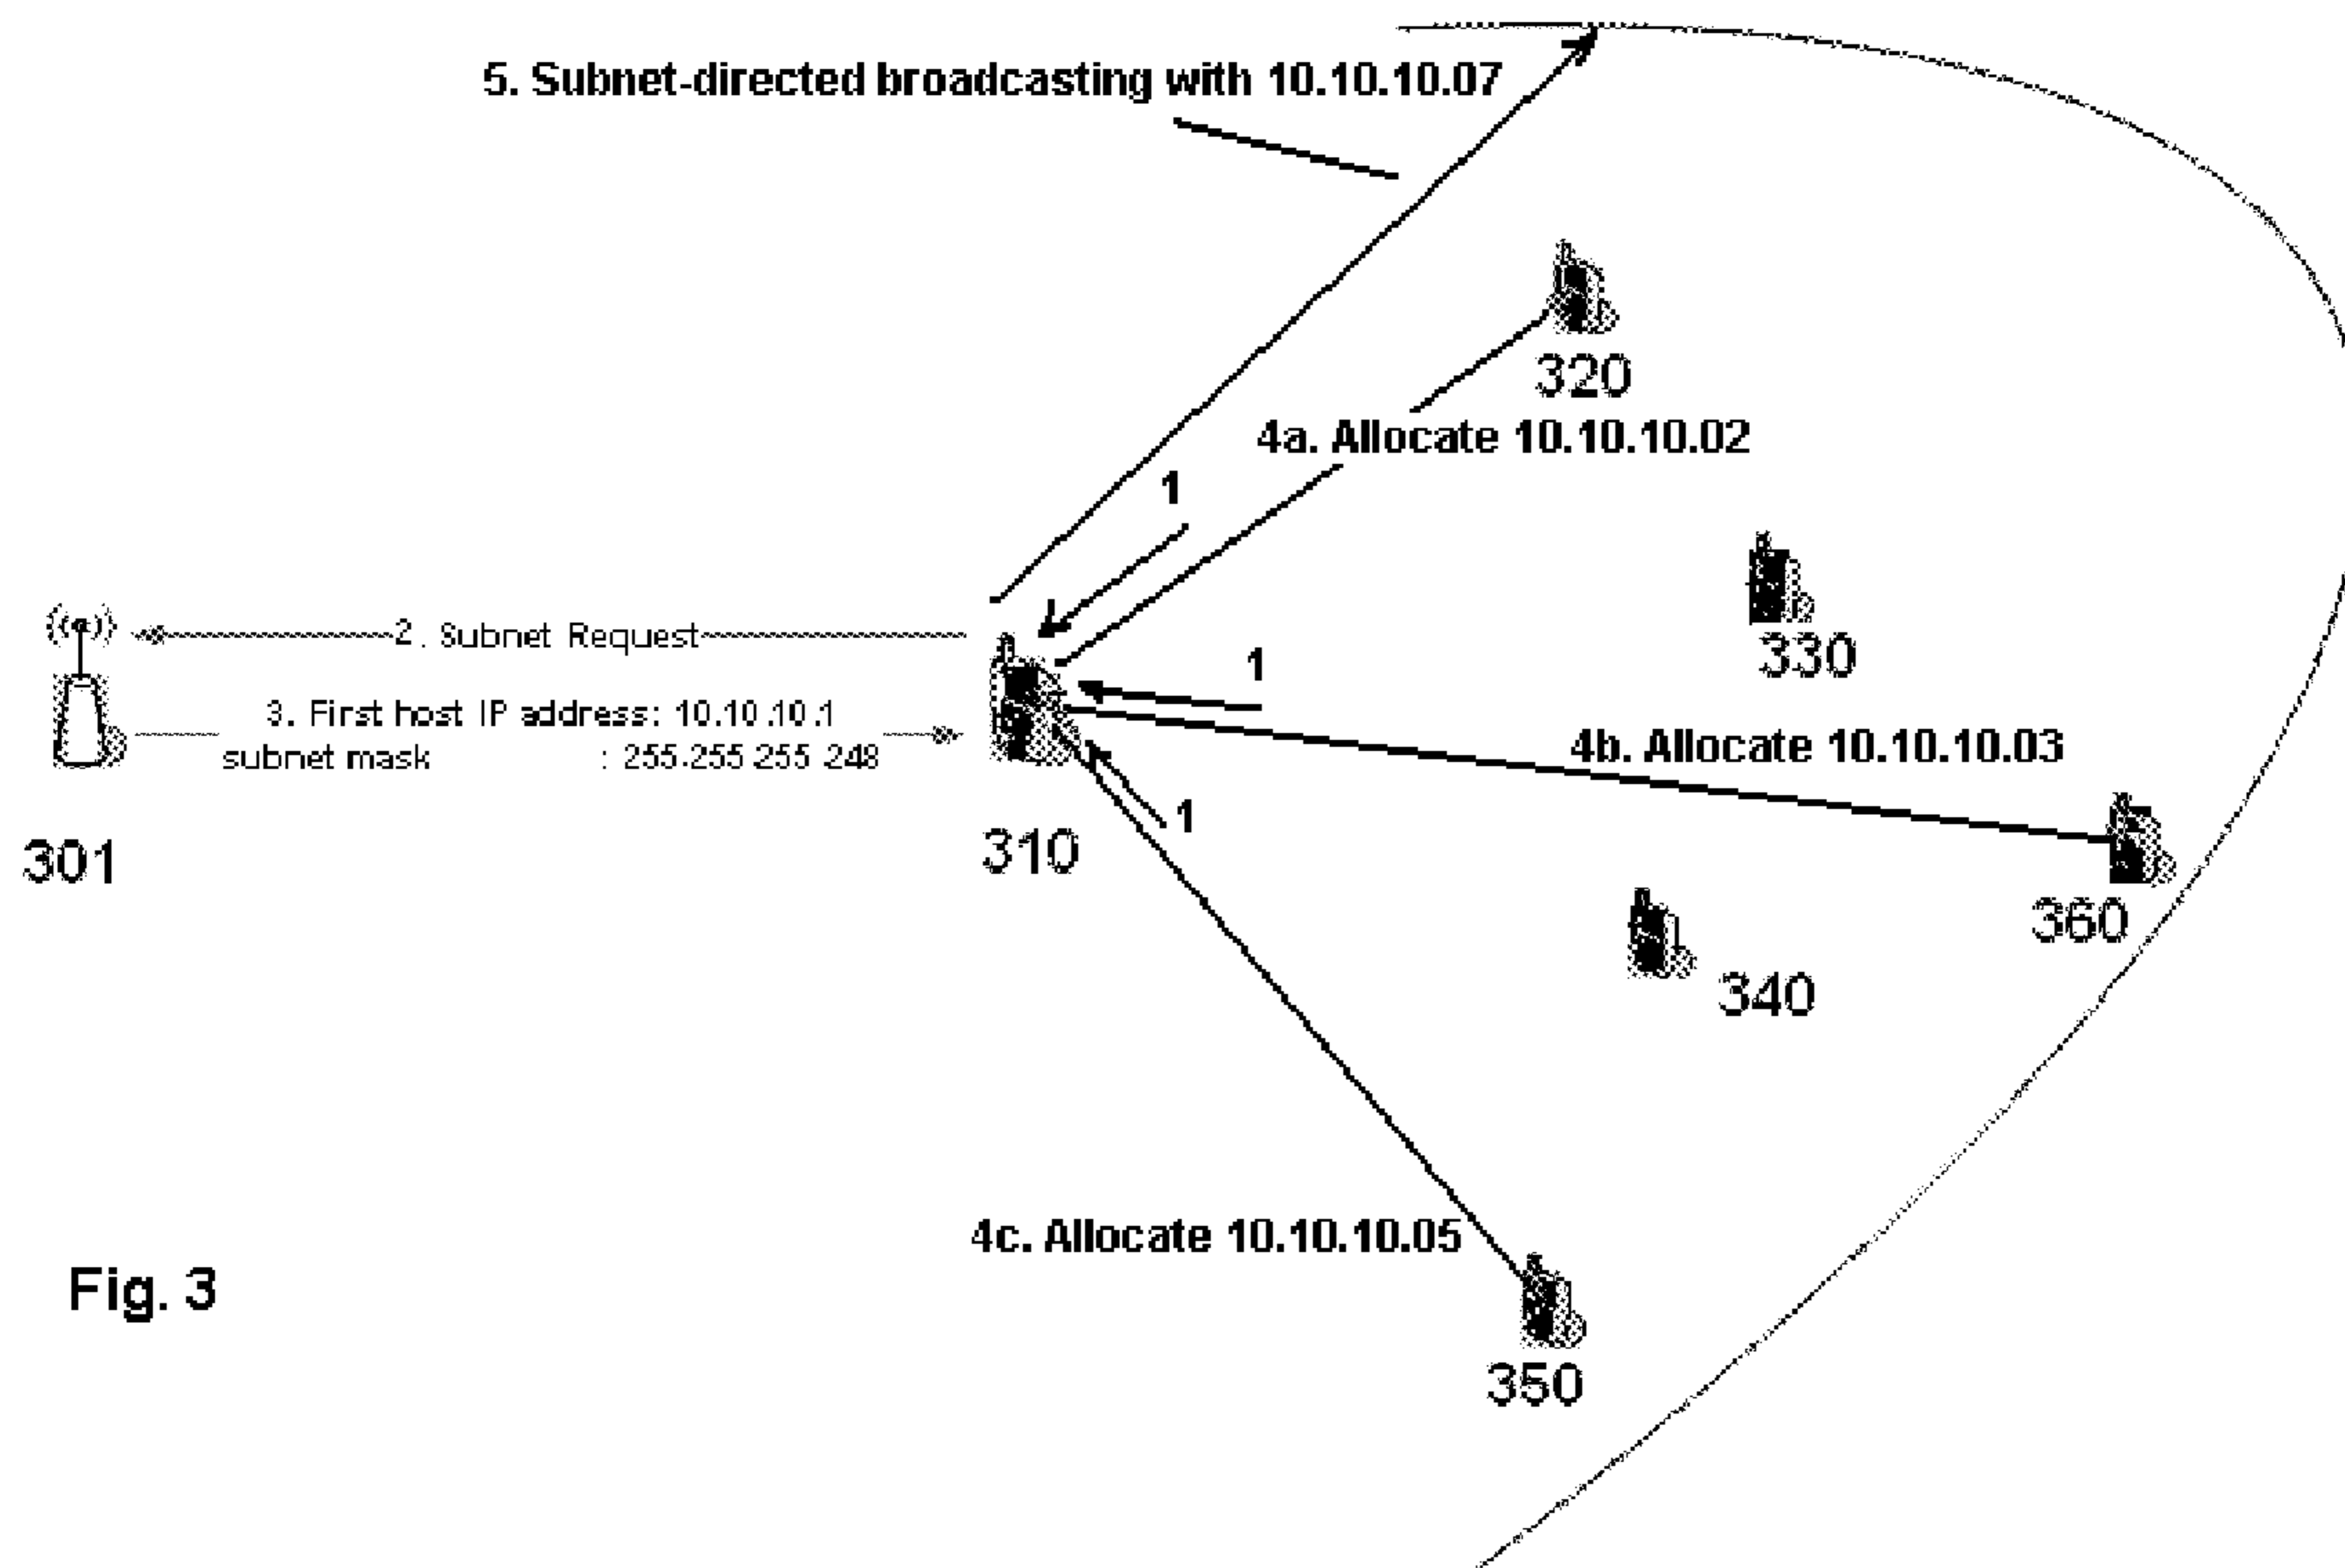 5. Subnet-directed broadcasting with 10.10.10.07
320
4a. Allocate 10.10.10.02
1
2. Subnet Request
330
1
3. First host IP address: 10.10.10.1
subnet mask : 255.255.255.248
4b. Allocate 10.10.10.03
1
301
310
360
340
4c. Allocate 10.10.10.05
Fig. 3
350